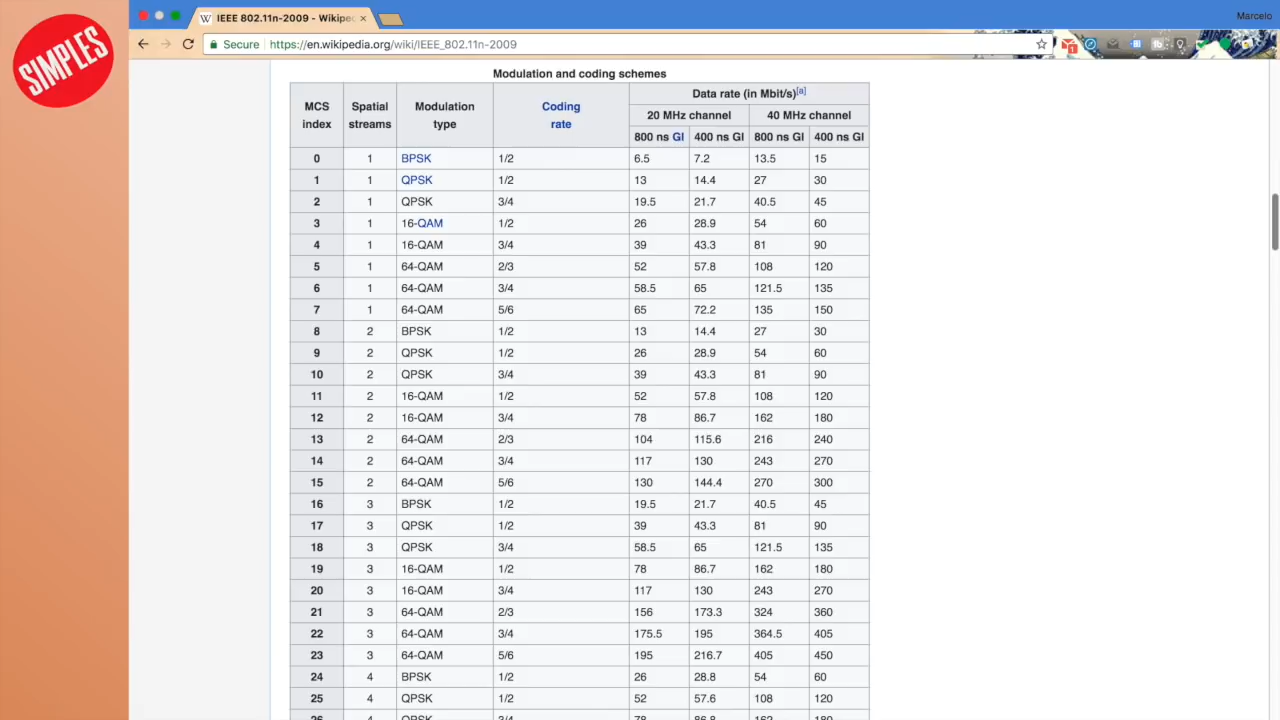 SIMPLES
IEEE 802.11n-2009 - Wikipe
Marcelo
Secure https://en.wikipedia.org/wiki/IEEE_802.11n-2009
Modulation and coding schemes
MCS index Spatial streams Modulation type Coding rate Data rate (in Mbit/s)[a]
20 MHz channel 40 MHz channel
800 ns GI 400 ns GI 800 ns GI 400 ns GI
0 1 BPSK 1/2 6.5 7.2 13.5 15
1 1 QPSK 1/2 13 14.4 27 30
2 1 QPSK 3/4 19.5 21.7 40.5 45
3 1 16-QAM 1/2 26 28.9 54 60
4 1 16-QAM 3/4 39 43.3 81 90
5 1 64-QAM 2/3 52 57.8 108 120
6 1 64-QAM 3/4 58.5 65 121.5 135
7 1 64-QAM 5/6 65 72.2 135 150
8 2 BPSK 1/2 13 14.4 27 30
9 2 QPSK 1/2 26 28.9 54 60
10 2 QPSK 3/4 39 43.3 81 90
11 2 16-QAM 1/2 52 57.8 108 120
12 2 16-QAM 3/4 78 86.7 162 180
13 2 64-QAM 2/3 104 115.6 216 240
14 2 64-QAM 3/4 117 130 243 270
15 2 64-QAM 5/6 130 144.4 270 300
16 3 BPSK 1/2 19.5 21.7 40.5 45
17 3 QPSK 1/2 39 43.3 81 90
18 3 QPSK 3/4 58.5 65 121.5 135
19 3 16-QAM 1/2 78 86.7 162 180
20 3 16-QAM 3/4 117 130 243 270
21 3 64-QAM 2/3 156 173.3 324 360
22 3 64-QAM 3/4 175.5 195 364.5 405
23 3 64-QAM 5/6 195 216.7 405 450
24 4 BPSK 1/2 26 28.8 54 60
25 4 QPSK 1/2 52 57.6 108 120
26 4 QPSK 3/4 78 86.8 162 180